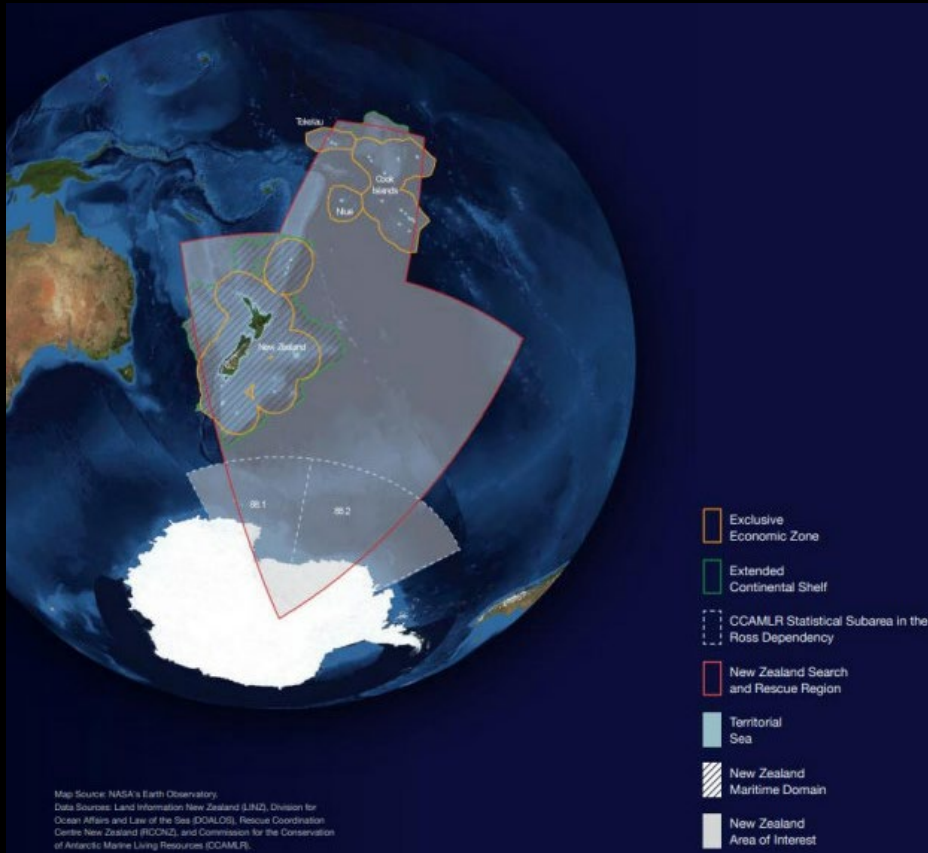 Tokelau
Cook
Islands
Niue
New Zealand
88.1
88.2
Exclusive
Economic Zone
Extended
Continental Shelf
CCAMLR Statistical Subarea in the
Ross Dependency
New Zealand Search
and Rescue Region
Territorial
Sea
New Zealand
Maritime Domain
New Zealand
Area of Interest
Map Source: NASA's Earth Observatory.
Data Sources: Land Information New Zealand (LINZ), Division for
Ocean Affairs and Law of the Sea (DOALOS), Rescue Coordination
Centre New Zealand (RCCNZ), and Commission for the Conservation
of Antarctic Marine Living Resources (CCAMLR).